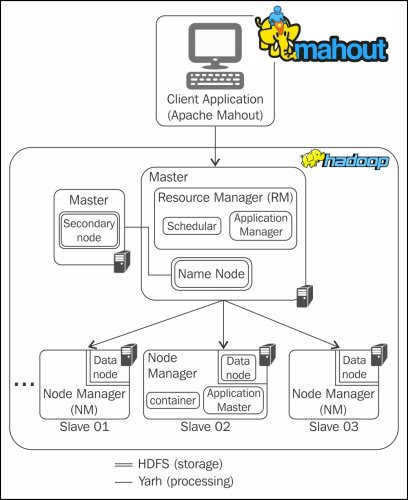 mahout
Client Application
(Apache Mahout)
hadoop
Master
Resource Manager (RM)
Schedular
Application
Manager
Name Node
Master
Secondary
node
Data
node
Node Manager
(NM)
Slave 01
Node
Manager
Data
node
container
Application
Master
Slave 02
Data
node
Node Manager
(NM)
Slave 03
...
HDFS (storage)
Yarh (processing)